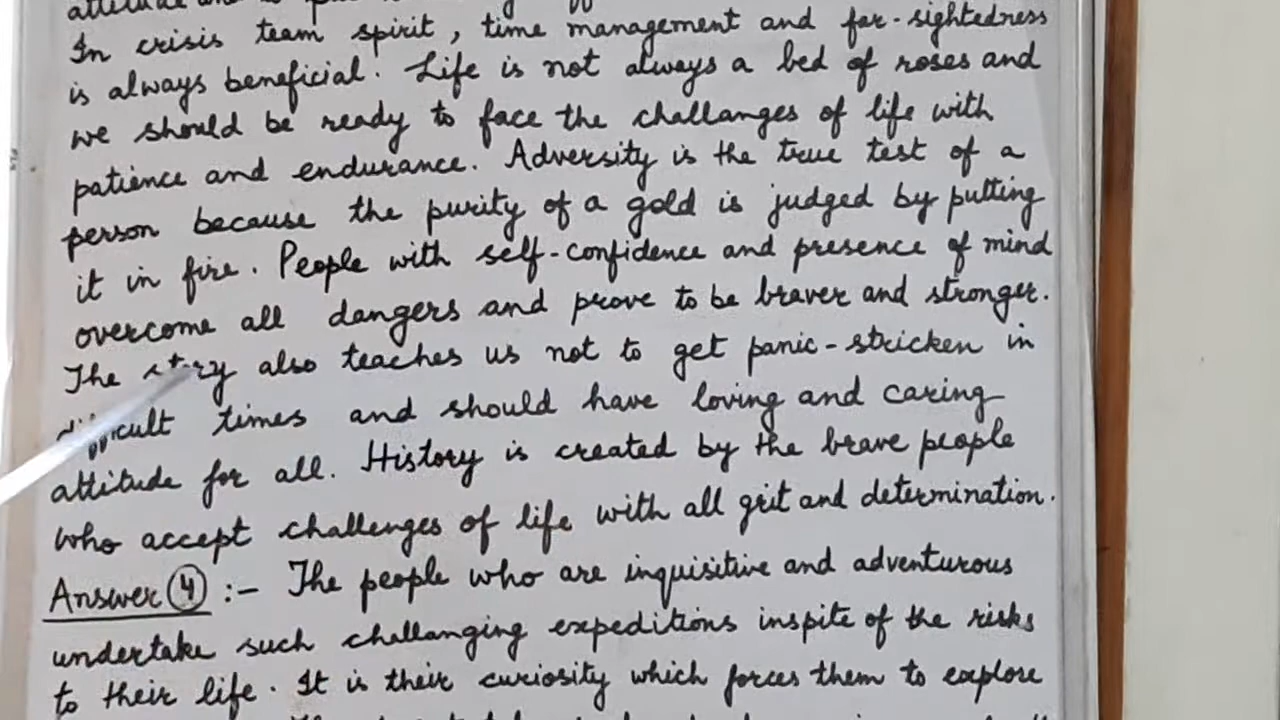 attitude
In crisis team spirit, time management and far-sightedness
is always beneficial. Life is not always a bed of roses and
we should be ready to face the challanges of life with
patience and endurance. Adversity is the true test of a
person because the purity of a gold is judged by putting
it in fire. People with self-confidence and presence of mind
overcome all dangers and prove to be braver and stronger.
The story also teaches us not to get panic-stricken in
difficult times and should have loving and caring
attitude for all. History is created by the brave people
who accept challenges of life with all grit and determination.
Answer 4 :- The people who are inquisitive and adventurous
undertake such challanging expeditions inspite of the risks
to their life. It is their curiosity which forces them to explore